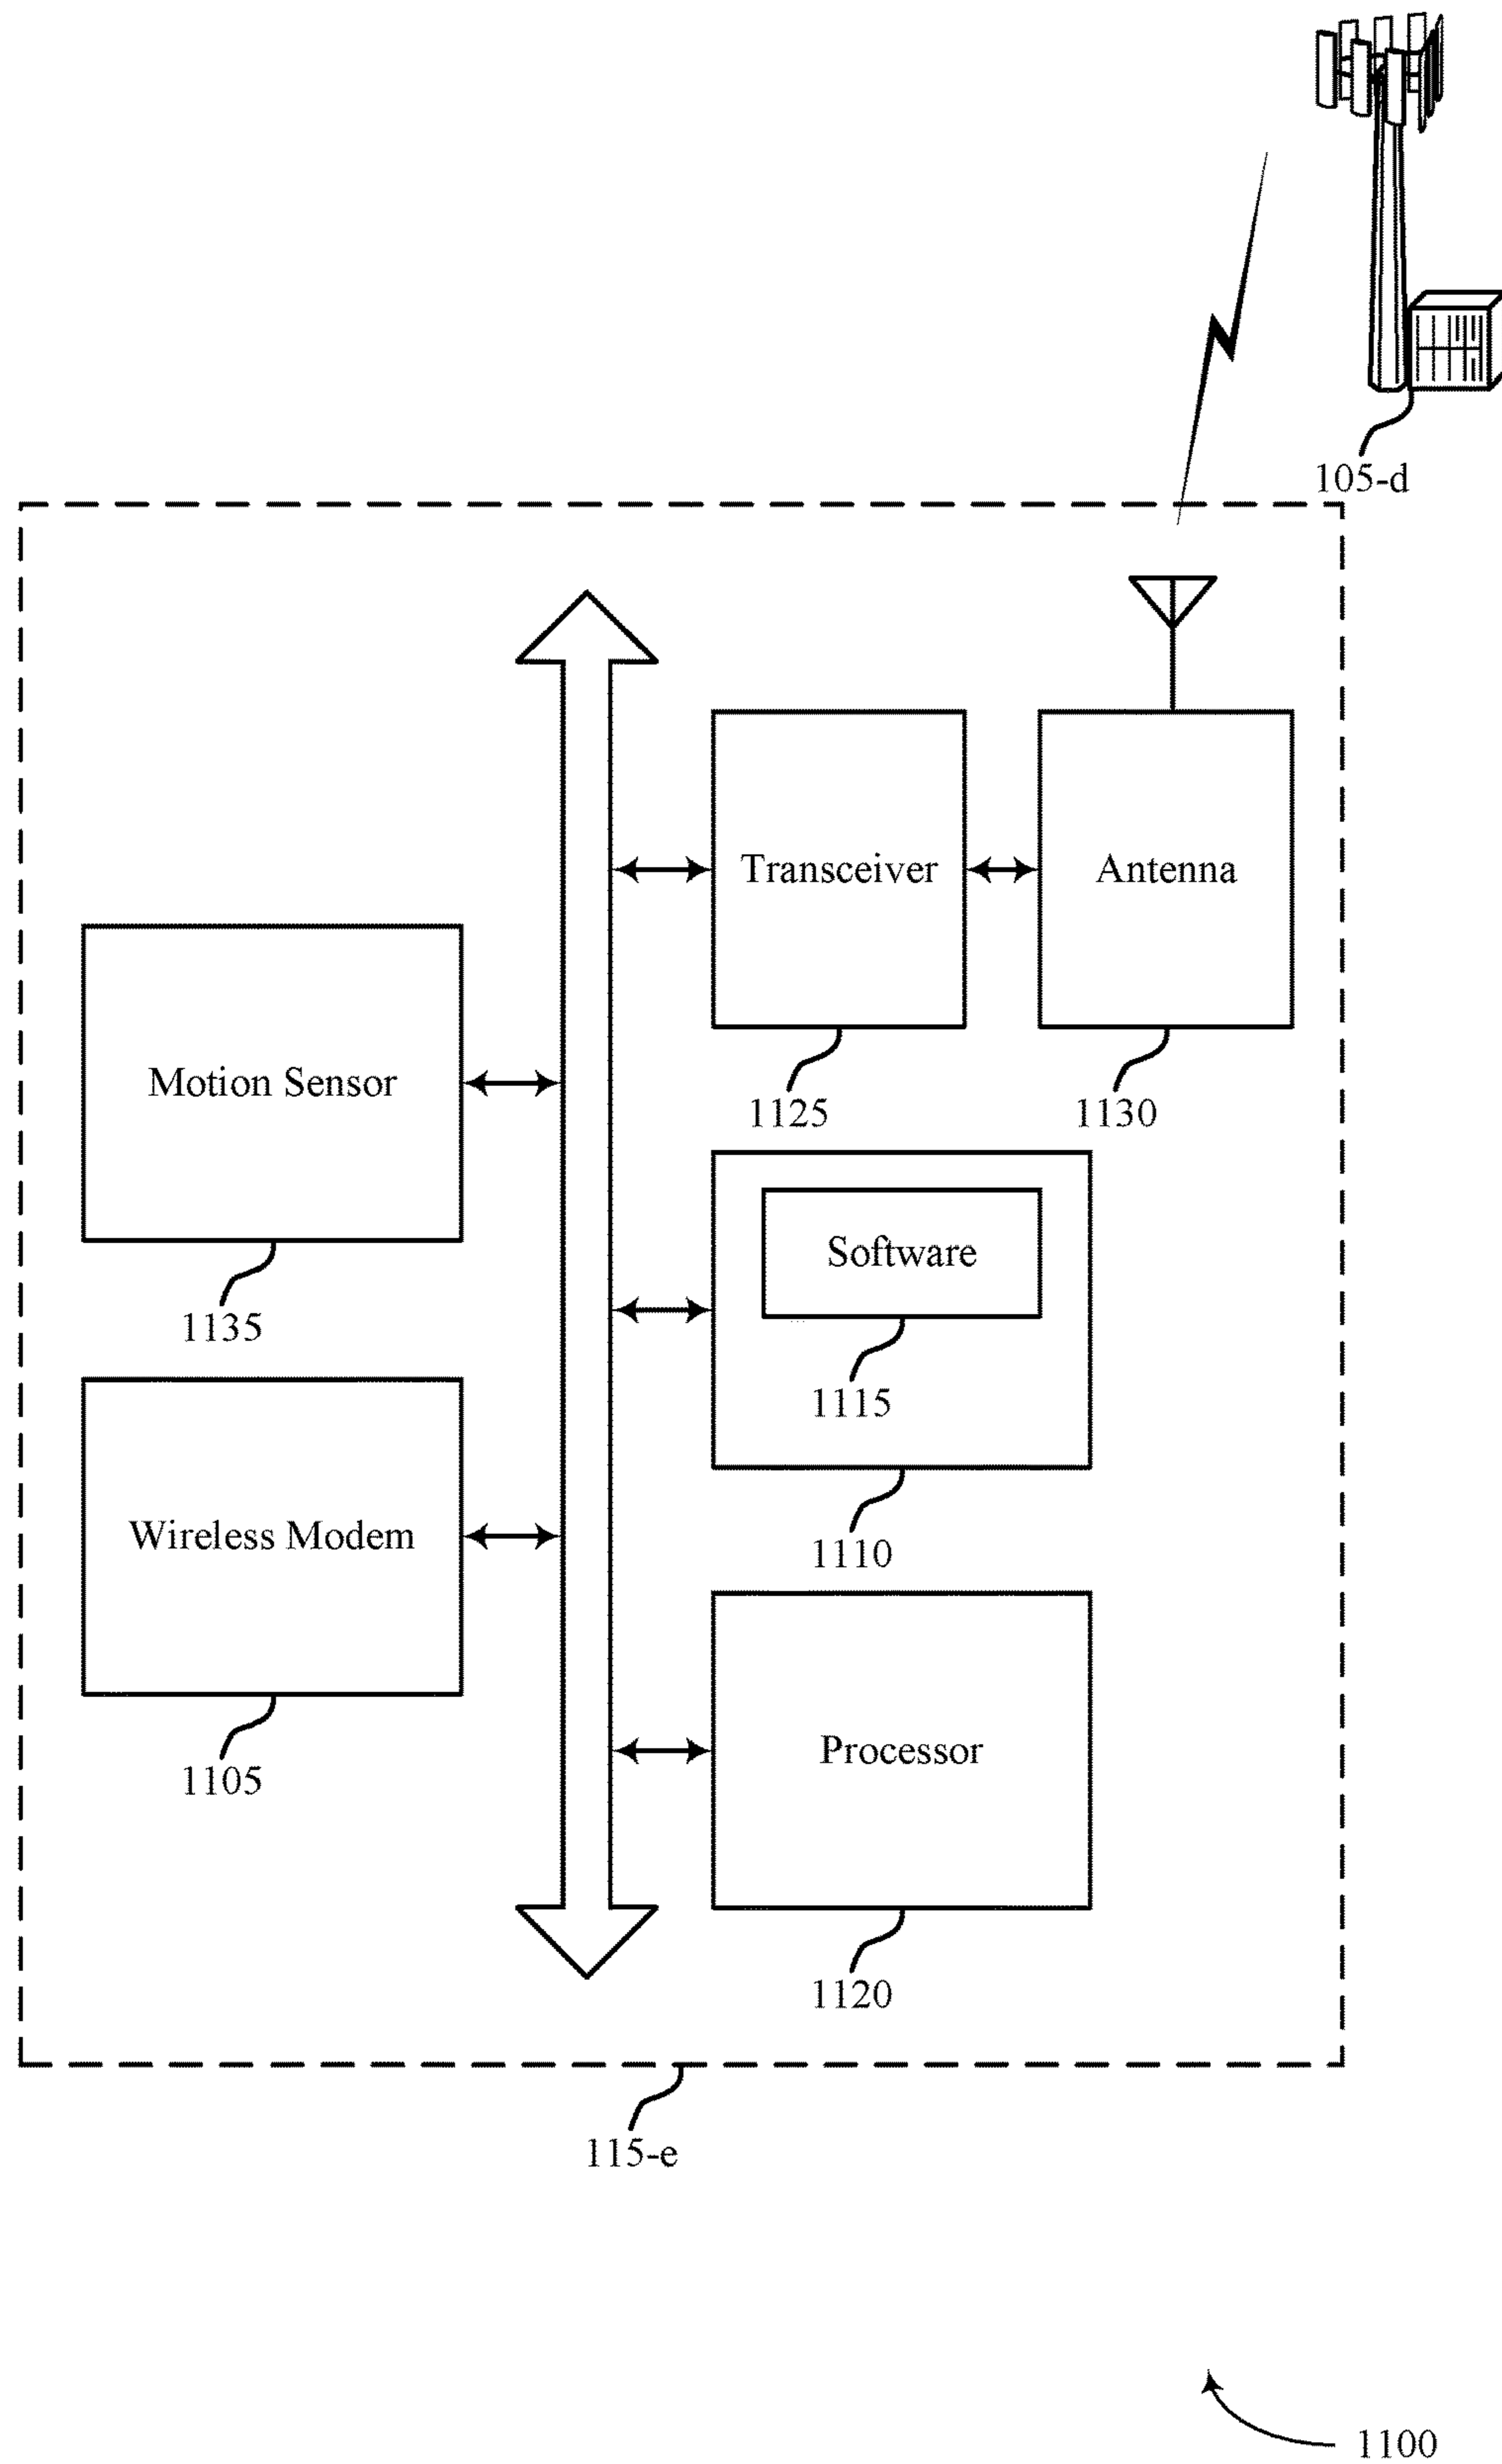 105-d
Transceiver
Antenna
Motion Sensor
1125
1130
Software
1135
1115
Wireless Modem
1110
Processor
1105
1120
115-e
1100